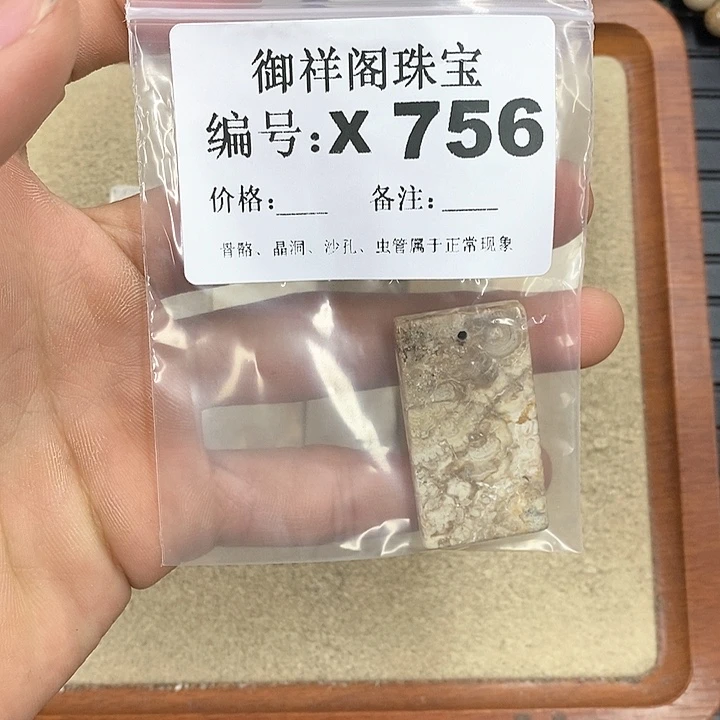 御祥阁珠宝
编号:X 756
价格:____ 备注:____
骨骼、晶洞、沙孔、虫管属于正常现象